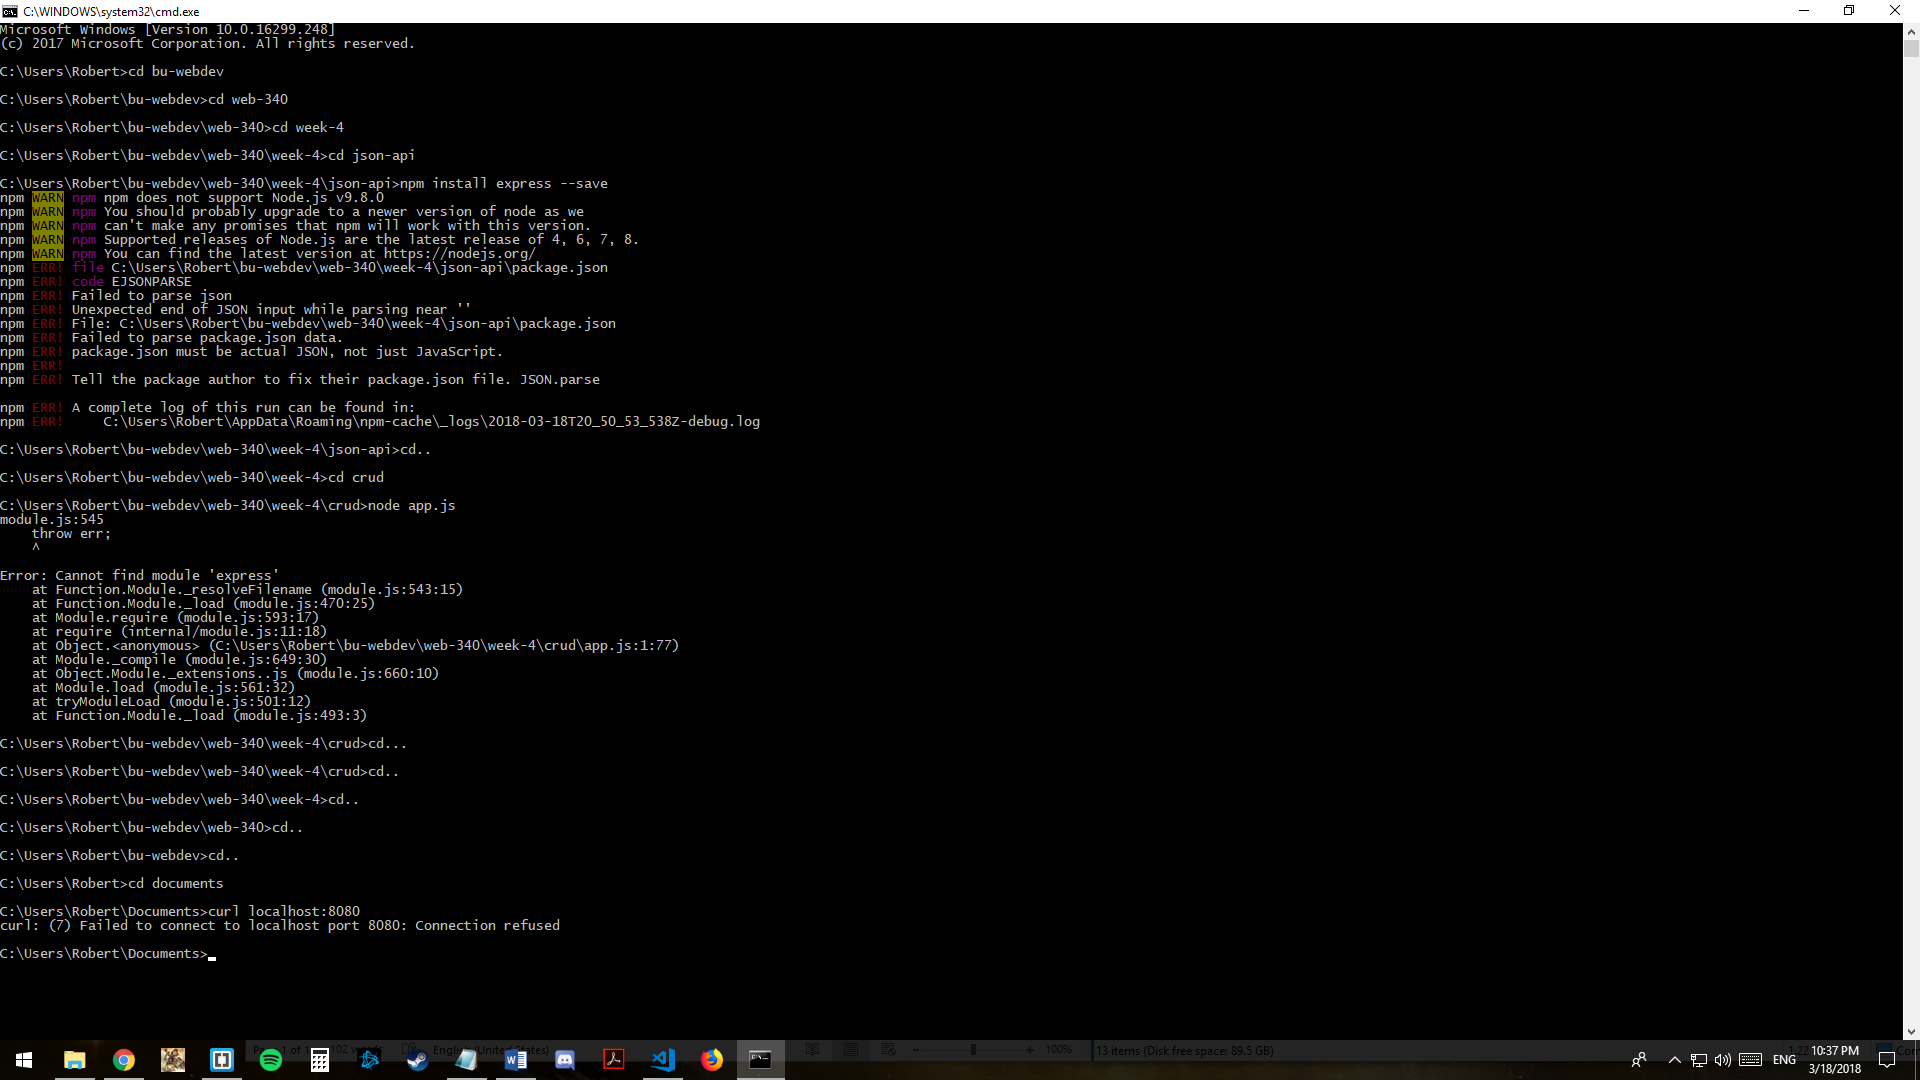 C:\WINDOWS\system32\cmd.exe
Microsoft Windows [Version 10.0.16299.248]
(c) 2017 Microsoft Corporation. All rights reserved.
C:\Users\Robert>cd bu-webdev
C:\Users\Robert\bu-webdev>cd web-340
C:\Users\Robert\bu-webdev\web-340>cd week-4
C:\Users\Robert\bu-webdev\web-340\week-4>cd json-api
C:\Users\Robert\bu-webdev\web-340\week-4\json-api>npm install express --save
npm WARN npm npm does not support Node.js v9.8.0
npm WARN npm You should probably upgrade to a newer version of node as we
npm WARN npm can't make any promises that npm will work with this version.
npm WARN npm Supported releases of Node.js are the latest release of 4, 6, 7, 8.
npm WARN npm You can find the latest version at https://nodejs.org/
npm ERR! file C:\Users\Robert\bu-webdev\web-340\week-4\json-api\package.json
npm ERR! code EJSONPARSE
npm ERR! Failed to parse json
npm ERR! Unexpected end of JSON input while parsing near ''
npm ERR! File: C:\Users\Robert\bu-webdev\web-340\week-4\json-api\package.json
npm ERR! Failed to parse package.json data.
npm ERR! package.json must be actual JSON, not just JavaScript.
npm ERR!
npm ERR! Tell the package author to fix their package.json file. JSON.parse
npm ERR! A complete log of this run can be found in:
npm ERR!     C:\Users\Robert\AppData\Roaming\npm-cache\_logs\2018-03-18T20_50_53_538Z-debug.log
C:\Users\Robert\bu-webdev\web-340\week-4\json-api>cd..
C:\Users\Robert\bu-webdev\web-340\week-4>cd crud
C:\Users\Robert\bu-webdev\web-340\week-4\crud>node app.js
module.js:545
    throw err;
    ^
Error: Cannot find module 'express'
    at Function.Module._resolveFilename (module.js:543:15)
    at Function.Module._load (module.js:470:25)
    at Module.require (module.js:593:17)
    at require (internal/module.js:11:18)
    at Object.<anonymous> (C:\Users\Robert\bu-webdev\web-340\week-4\crud\app.js:1:77)
    at Module._compile (module.js:649:30)
    at Object.Module._extensions..js (module.js:660:10)
    at Module.load (module.js:561:32)
    at tryModuleLoad (module.js:501:12)
    at Function.Module._load (module.js:493:3)
C:\Users\Robert\bu-webdev\web-340\week-4\crud>cd...
C:\Users\Robert\bu-webdev\web-340\week-4\crud>cd..
C:\Users\Robert\bu-webdev\web-340\week-4>cd..
C:\Users\Robert\bu-webdev\web-340>cd..
C:\Users\Robert\bu-webdev>cd..
C:\Users\Robert>cd documents
C:\Users\Robert\Documents>curl localhost:8080
curl: (7) Failed to connect to localhost port 8080: Connection refused
C:\Users\Robert\Documents>
Page 1 of
English (United States)
100%
13 items (Disk free space: 89.5 GB)
ENG
10:37 PM
3/18/2018